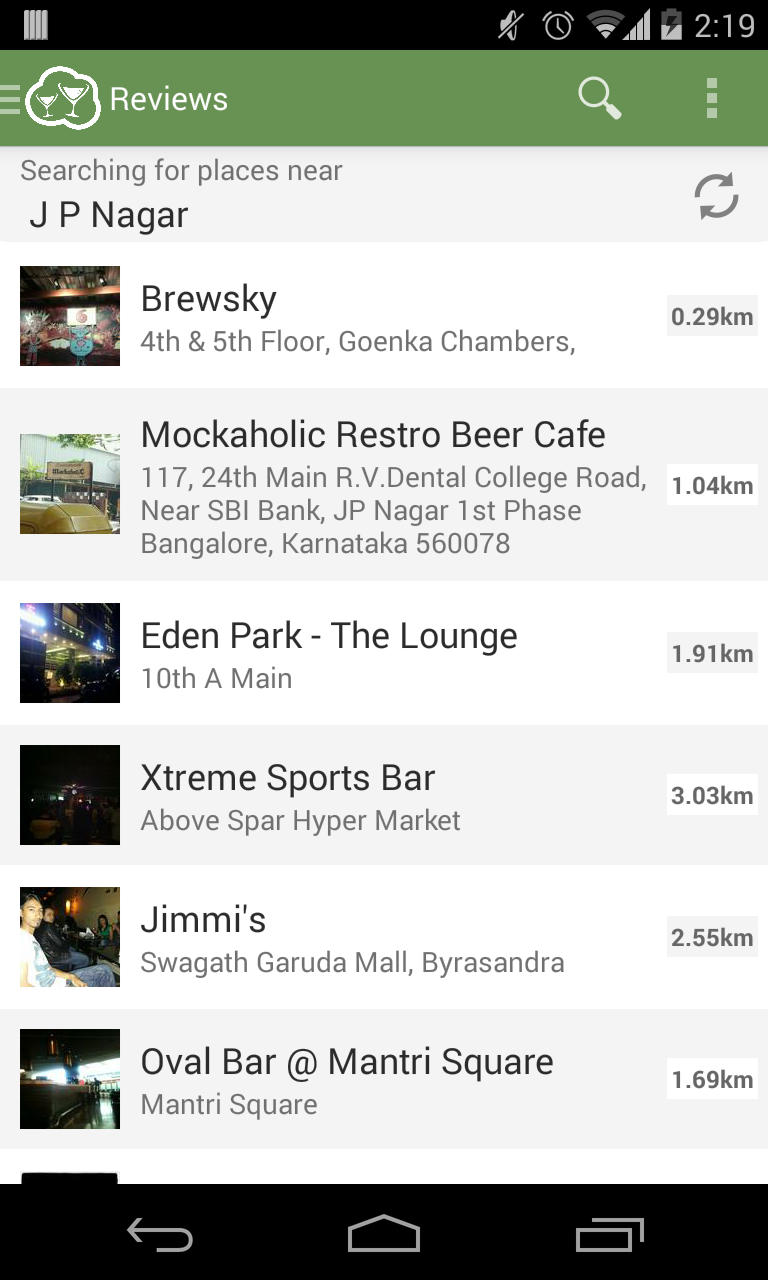 2:19
Reviews
Searching for places near
J P Nagar
Brewsky
4th & 5th Floor, Goenka Chambers,
0.29km
Mockaholic Restro Beer Cafe
117, 24th Main R.V.Dental College Road,
Near SBI Bank, JP Nagar 1st Phase
Bangalore, Karnataka 560078
1.04km
Eden Park - The Lounge
10th A Main
1.91km
Xtreme Sports Bar
Above Spar Hyper Market
3.03km
Jimmi's
Swagath Garuda Mall, Byrasandra
2.55km
Oval Bar @ Mantri Square
Mantri Square
1.69km